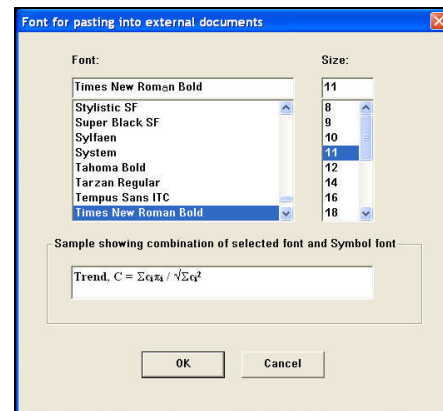 Font for pasting into external documents
Font: Size:
Times New Roman Bold 11
Stylistic SF 8
Super Black SF 9
Sylfaen 10
System 11
Tahoma Bold 12
Tarzan Regular 14
Tempus Sans ITC 16
Times New Roman Bold 18
Sample showing combination of selected font and Symbol font
Trend, C = Σcᵢπᵢ / √Σcᵢ²
OK Cancel